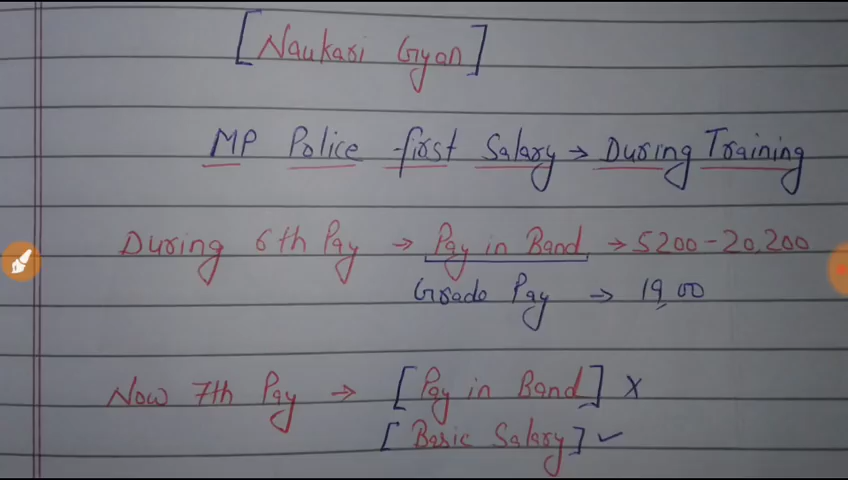 [Naukari Gyan]
MP Police first Salary → During Training
During 6th Pay → Pay in Band → 5200-20,200
Grade Pay → 1900
Now 7th Pay → [Pay in Band] x
[Basic Salary] ✓